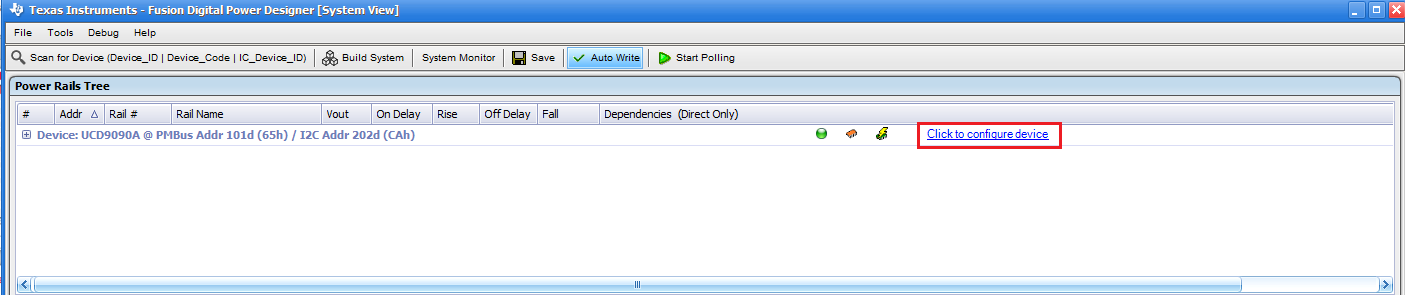 Texas Instruments - Fusion Digital Power Designer [System View]
File Tools Debug Help
Scan for Device (Device_ID | Device_Code | IC_Device_ID) Build System System Monitor Save Auto Write Start Polling
Power Rails Tree
# Addr Rail # Rail Name Vout On Delay Rise Off Delay Fall Dependencies (Direct Only)
Device: UCD9090A @ PMBus Addr 101d (65h) / I2C Addr 202d (CAh) Click to configure device